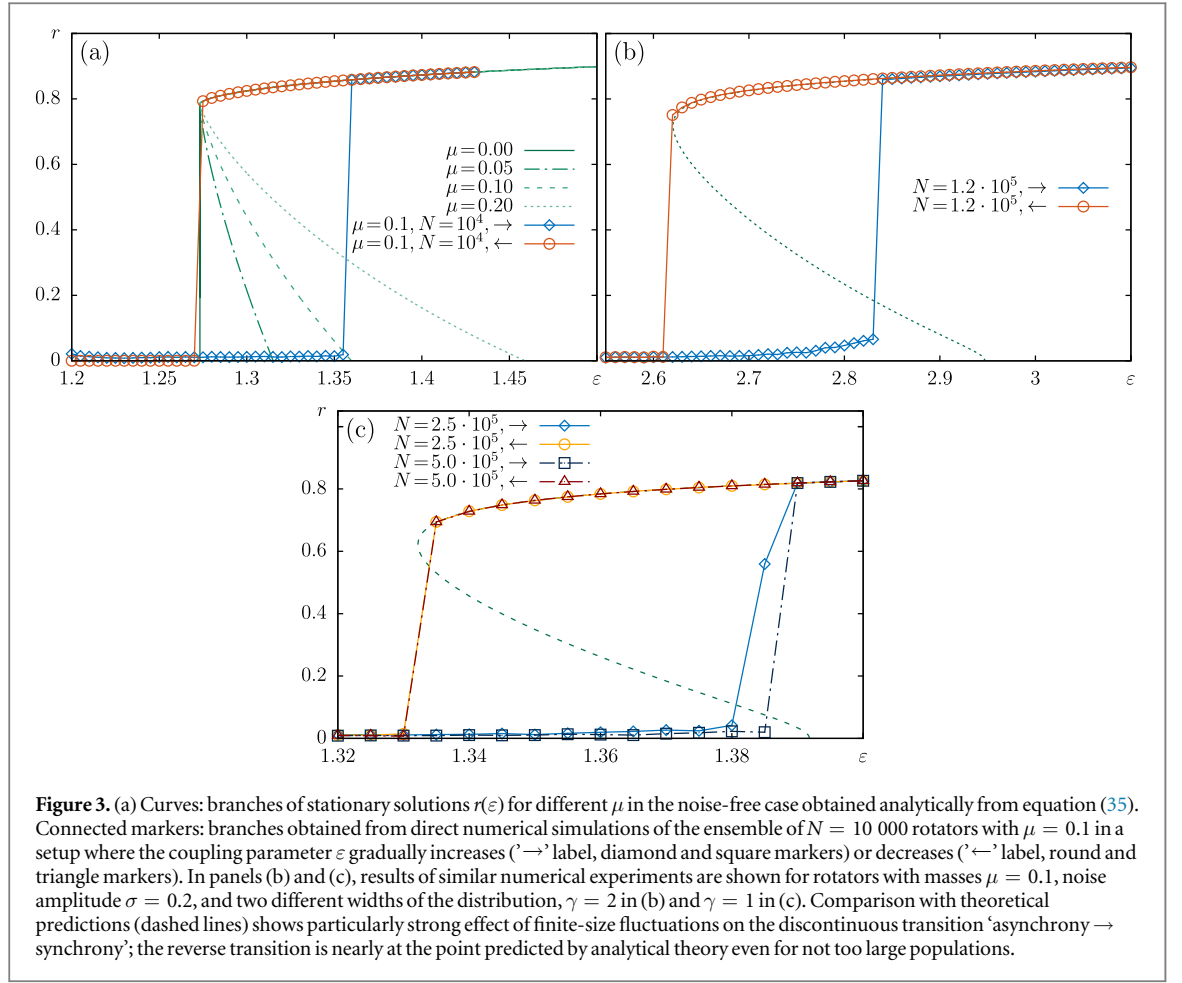 r
(a)
0.8
0.6
0.4
0.2
0
1.2
1.25
1.3
1.35
1.4
1.45
ε
μ=0.00
μ=0.05
μ=0.10
μ=0.20
μ=0.1, N=10⁴, →
μ=0.1, N=10⁴, ←
(b)
N=1.2·10⁵, →
N=1.2·10⁵, ←
2.6
2.7
2.8
2.9
3
ε
r
(c)
N=2.5·10⁵, →
N=2.5·10⁵, ←
N=5.0·10⁵, →
N=5.0·10⁵, ←
0.8
0.6
0.4
0.2
0
1.32
1.34
1.36
1.38
ε
Figure 3. (a) Curves: branches of stationary solutions r(ε) for different μ in the noise-free case obtained analytically from equation (35).
Connected markers: branches obtained from direct numerical simulations of the ensemble of N = 10 000 rotators with μ = 0.1 in a
setup where the coupling parameter ε gradually increases ('→' label, diamond and square markers) or decreases ('←' label, round and
triangle markers). In panels (b) and (c), results of similar numerical experiments are shown for rotators with masses μ = 0.1, noise
amplitude σ = 0.2, and two different widths of the distribution, γ = 2 in (b) and γ = 1 in (c). Comparison with theoretical
predictions (dashed lines) shows particularly strong effect of finite-size fluctuations on the discontinuous transition 'asynchrony →
synchrony'; the reverse transition is nearly at the point predicted by analytical theory even for not too large populations.